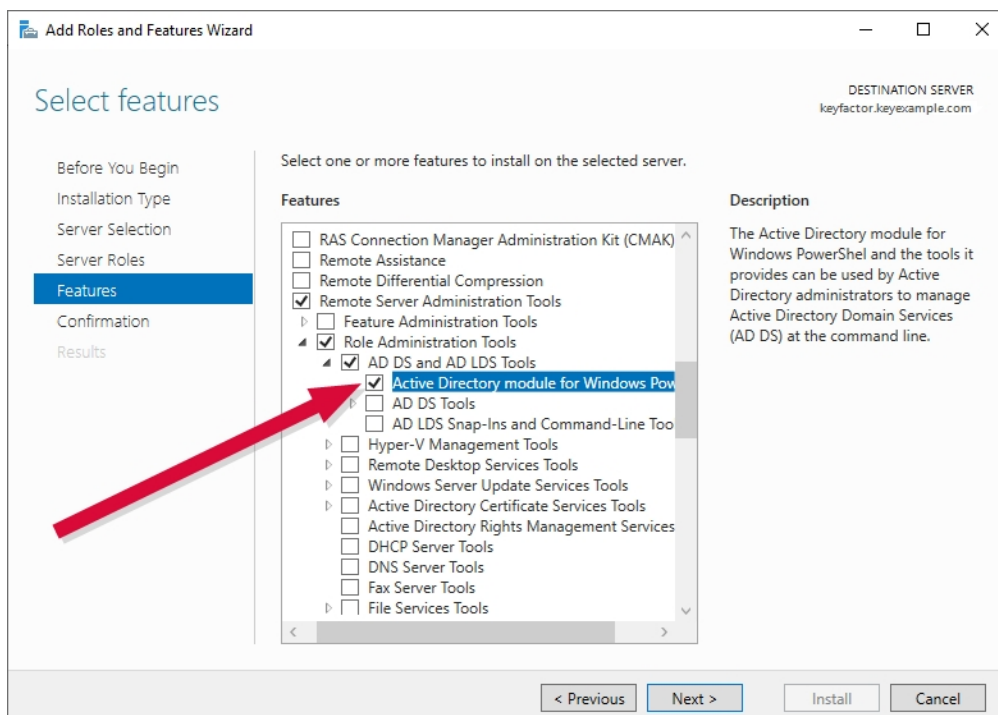 Add Roles and Features Wizard
Select features
DESTINATION SERVER
keyfactor.keyexample.com
Before You Begin
Installation Type
Server Selection
Server Roles
Features
Confirmation
Results
Select one or more features to install on the selected server.
Features
RAS Connection Manager Administration Kit (CMAK)
Remote Assistance
Remote Differential Compression
Remote Server Administration Tools
Feature Administration Tools
Role Administration Tools
AD DS and AD LDS Tools
Active Directory module for Windows Pow
AD DS Tools
AD LDS Snap-Ins and Command-Line Too
Hyper-V Management Tools
Remote Desktop Services Tools
Windows Server Update Services Tools
Active Directory Certificate Services Tools
Active Directory Rights Management Services
DHCP Server Tools
DNS Server Tools
Fax Server Tools
File Services Tools
Description
The Active Directory module for
Windows PowerShel and the tools it
provides can be used by Active
Directory administrators to manage
Active Directory Domain Services
(AD DS) at the command line.
< Previous
Next >
Install
Cancel